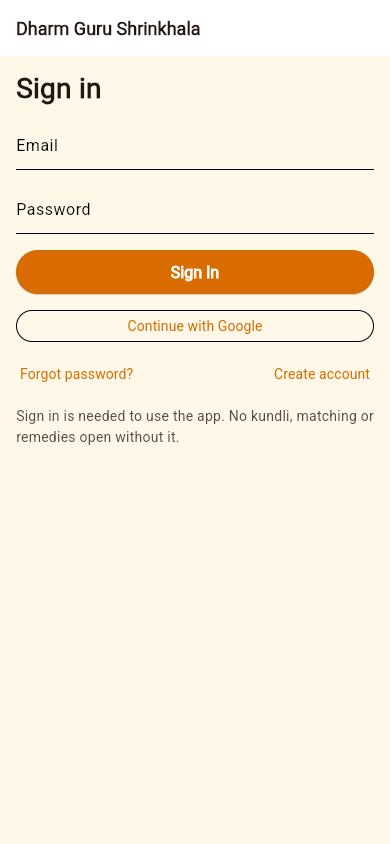 Dharm Guru Shrinkhala
Sign in
Email
Password
Sign In
Continue with Google
Forgot password?
Create account
Sign in is needed to use the app. No kundli, matching or
remedies open without it.